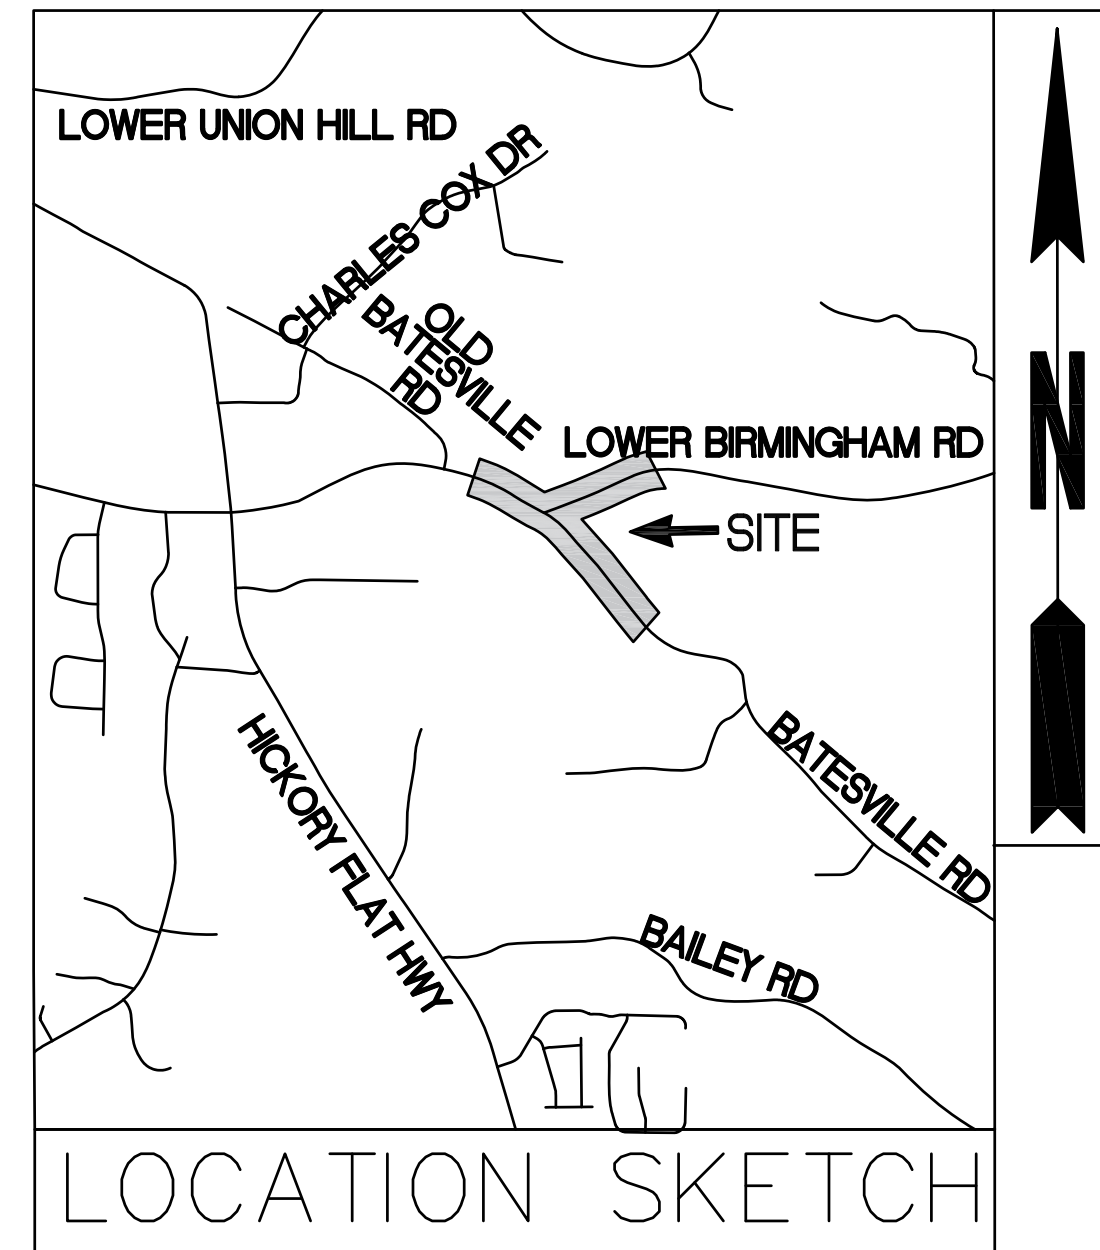 LOWER UNION HILL RD
CHARLES COX DR
OLD
BATESVILLE
RD
LOWER BIRMINGHAM RD
N
SITE
HICKORY FLAT HWY
BATESVILLE RD
BAILEY RD
LOCATION SKETCH